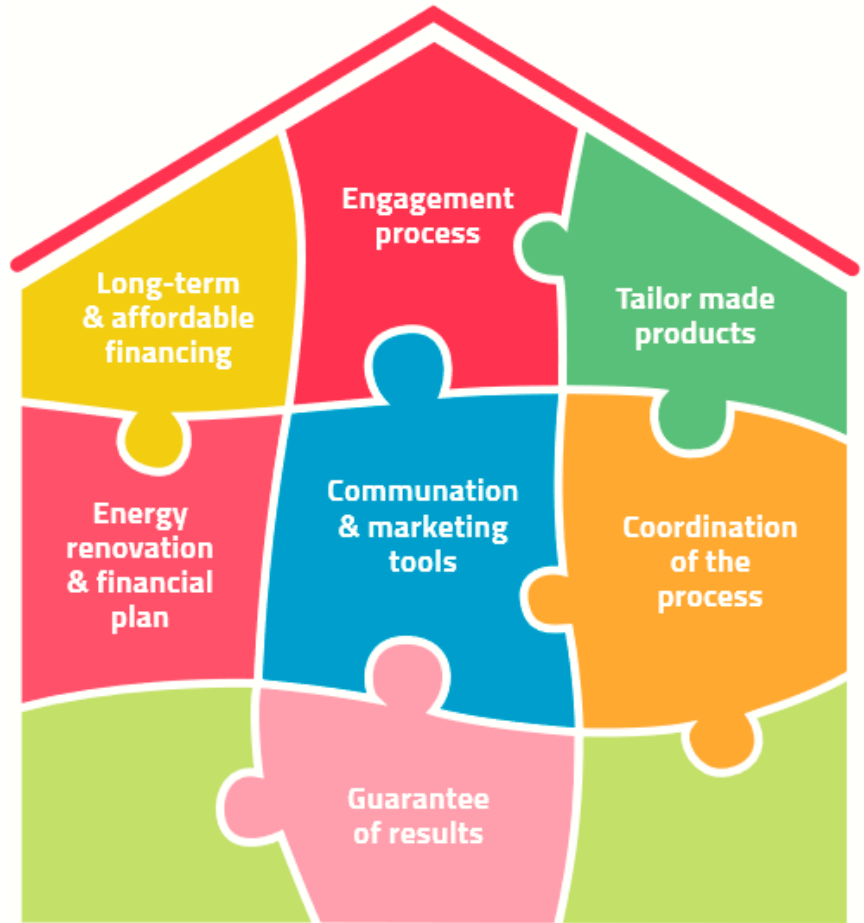 Engagement
process
Long-term
& affordable
financing
Tailor made
products
Energy
renovation
& financial
plan
Communation
& marketing
tools
Coordination
of the
process
Guarantee
of results